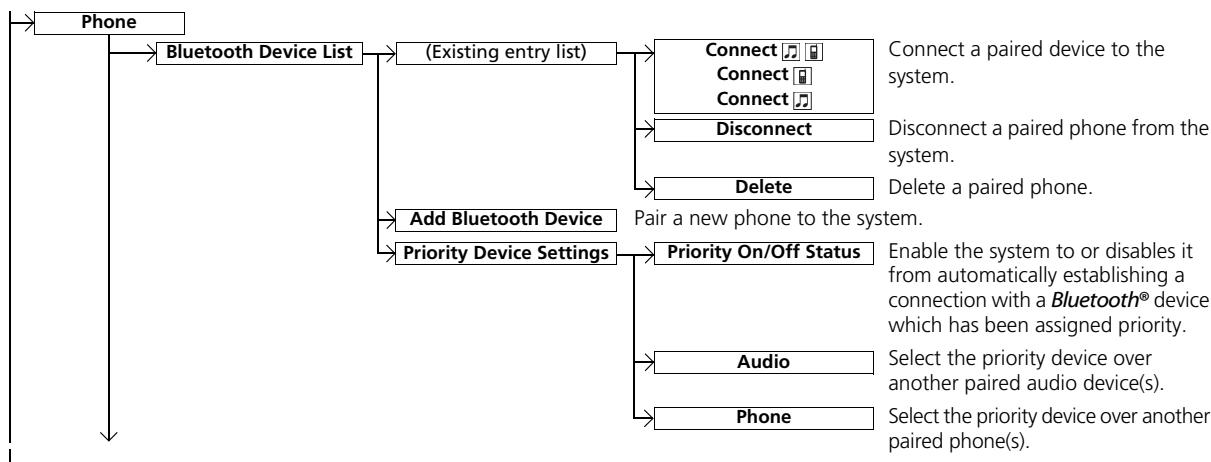 Phone
Bluetooth Device List
(Existing entry list)
Connect
Connect
Connect
Connect a paired device to the
system.
Disconnect
Disconnect a paired phone from the
system.
Delete
Delete a paired phone.
Add Bluetooth Device
Pair a new phone to the system.
Priority Device Settings
Priority On/Off Status
Enable the system to or disables it
from automatically establishing a
connection with a Bluetooth® device
which has been assigned priority.
Audio
Select the priority device over
another paired audio device(s).
Phone
Select the priority device over another
paired phone(s).